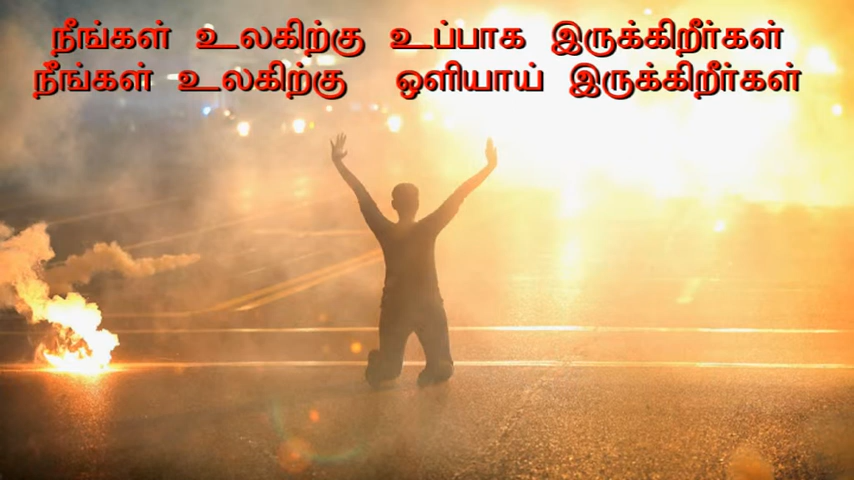 நீங்கள் உலகிற்கு உப்பாக இருக்கிறீர்கள்
நீங்கள் உலகிற்கு ஒளியாய் இருக்கிறீர்கள்